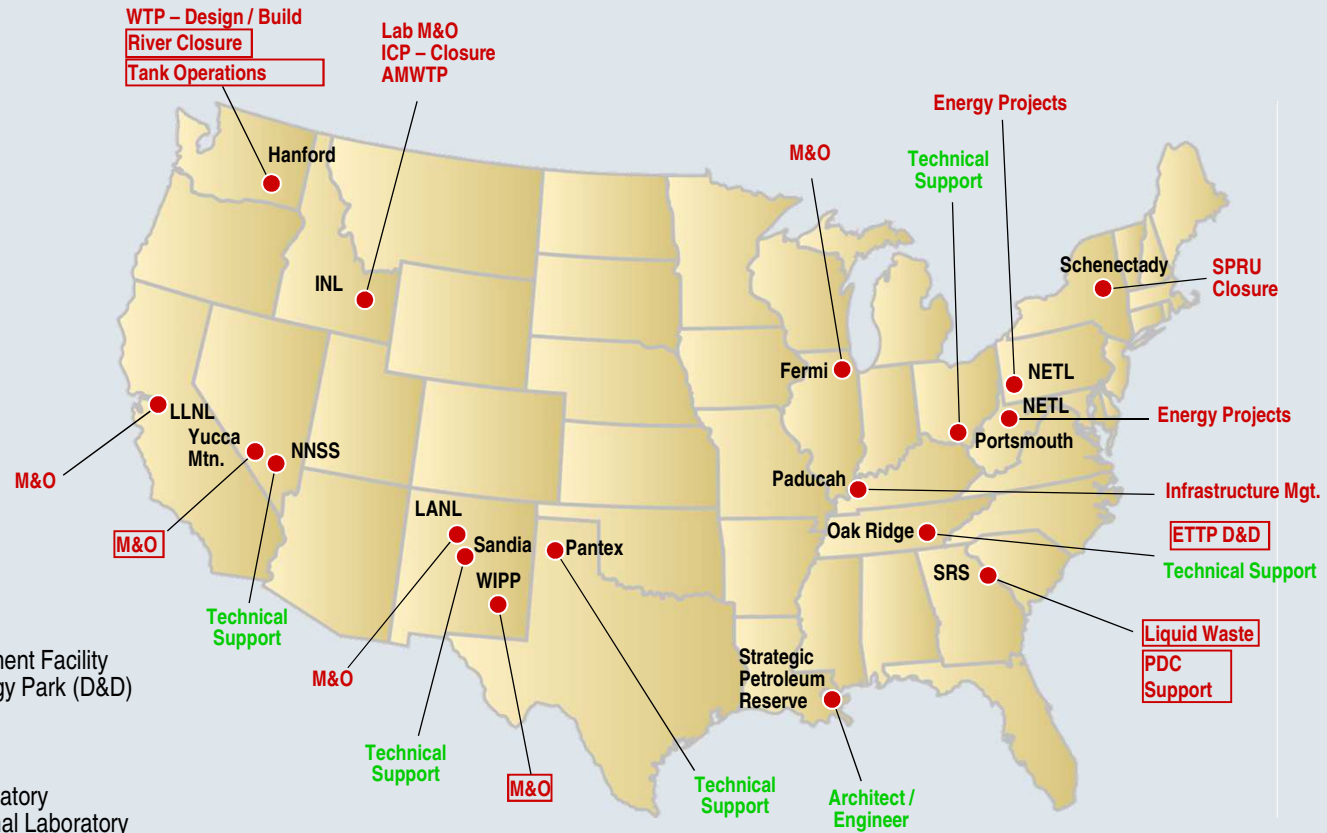 WTP – Design / Build
River Closure
Tank Operations
Lab M&O
ICP – Closure
AMWTP
Energy Projects
M&O
Technical
Support
Hanford
INL
Schenectady
SPRU
Closure
Fermi
NETL
NETL
Energy Projects
Portsmouth
LLNL
Yucca
Mtn.
NNSS
M&O
M&O
Paducah
Infrastructure Mgt.
LANL
Sandia
Pantex
WIPP
Oak Ridge
ETTP D&D
Technical Support
SRS
Technical
Support
Liquid Waste
PDC
Support
M&O
Strategic
Petroleum
Reserve
Technical
Support
M&O
Technical
Support
Architect /
Engineer
ent Facility
gy Park (D&D)
atory
al Laboratory